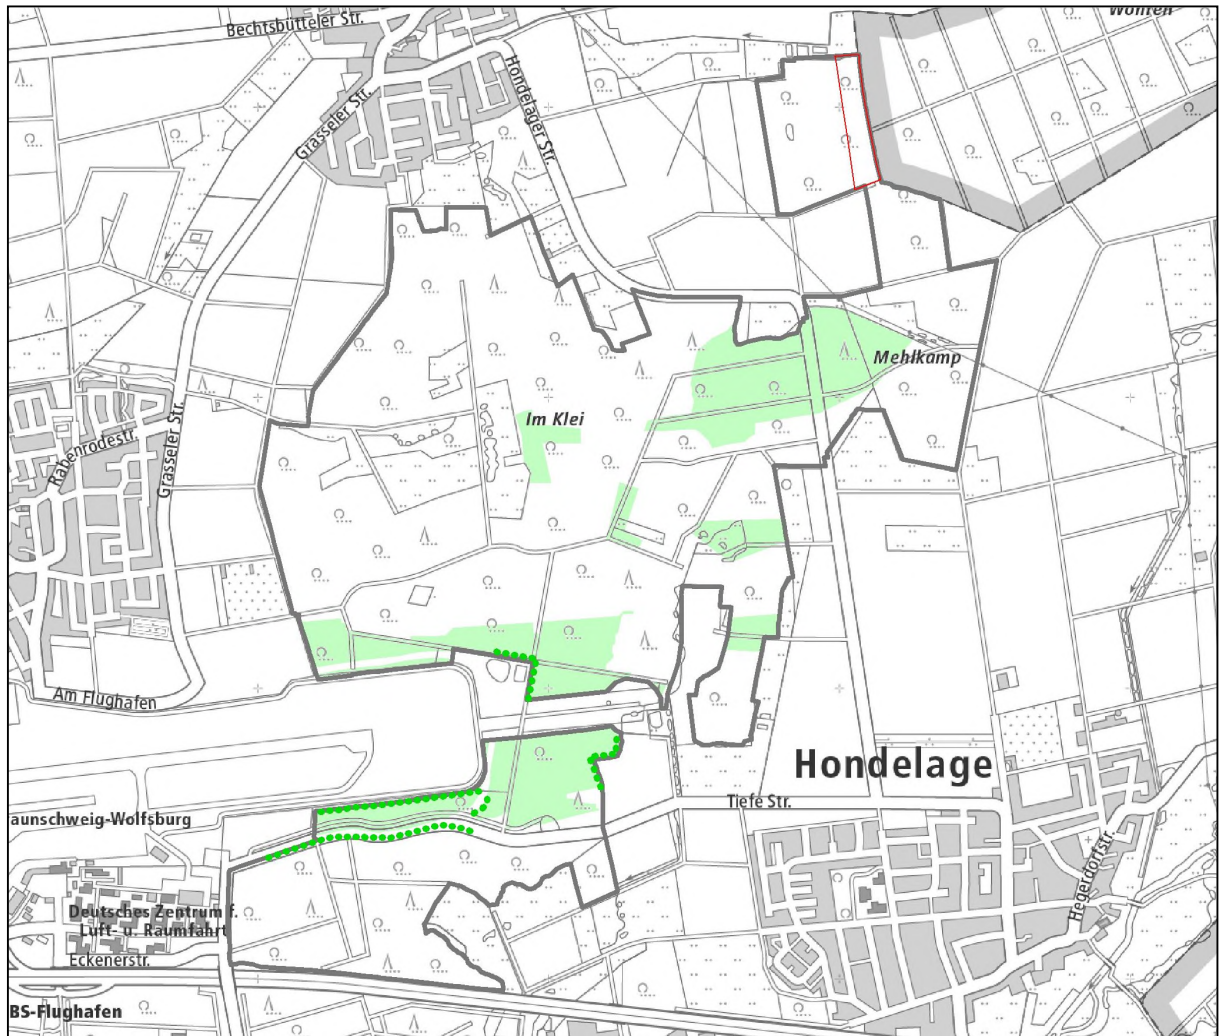 Wohren
Bechtsbütteler Str.
Hondelager Str.
Grasseler Str.
Mehlkamp
Im Klei
Rabenrodestr.
Grasseler Str.
Am Flughafen
Hondelage
Tiefe Str.
aunschweig-Wolfsburg
Hegerdorfstr.
Deutsches Zentrum f.
Luft- u. Raumfahrt
Eckenerstr.
BS-Flughafen